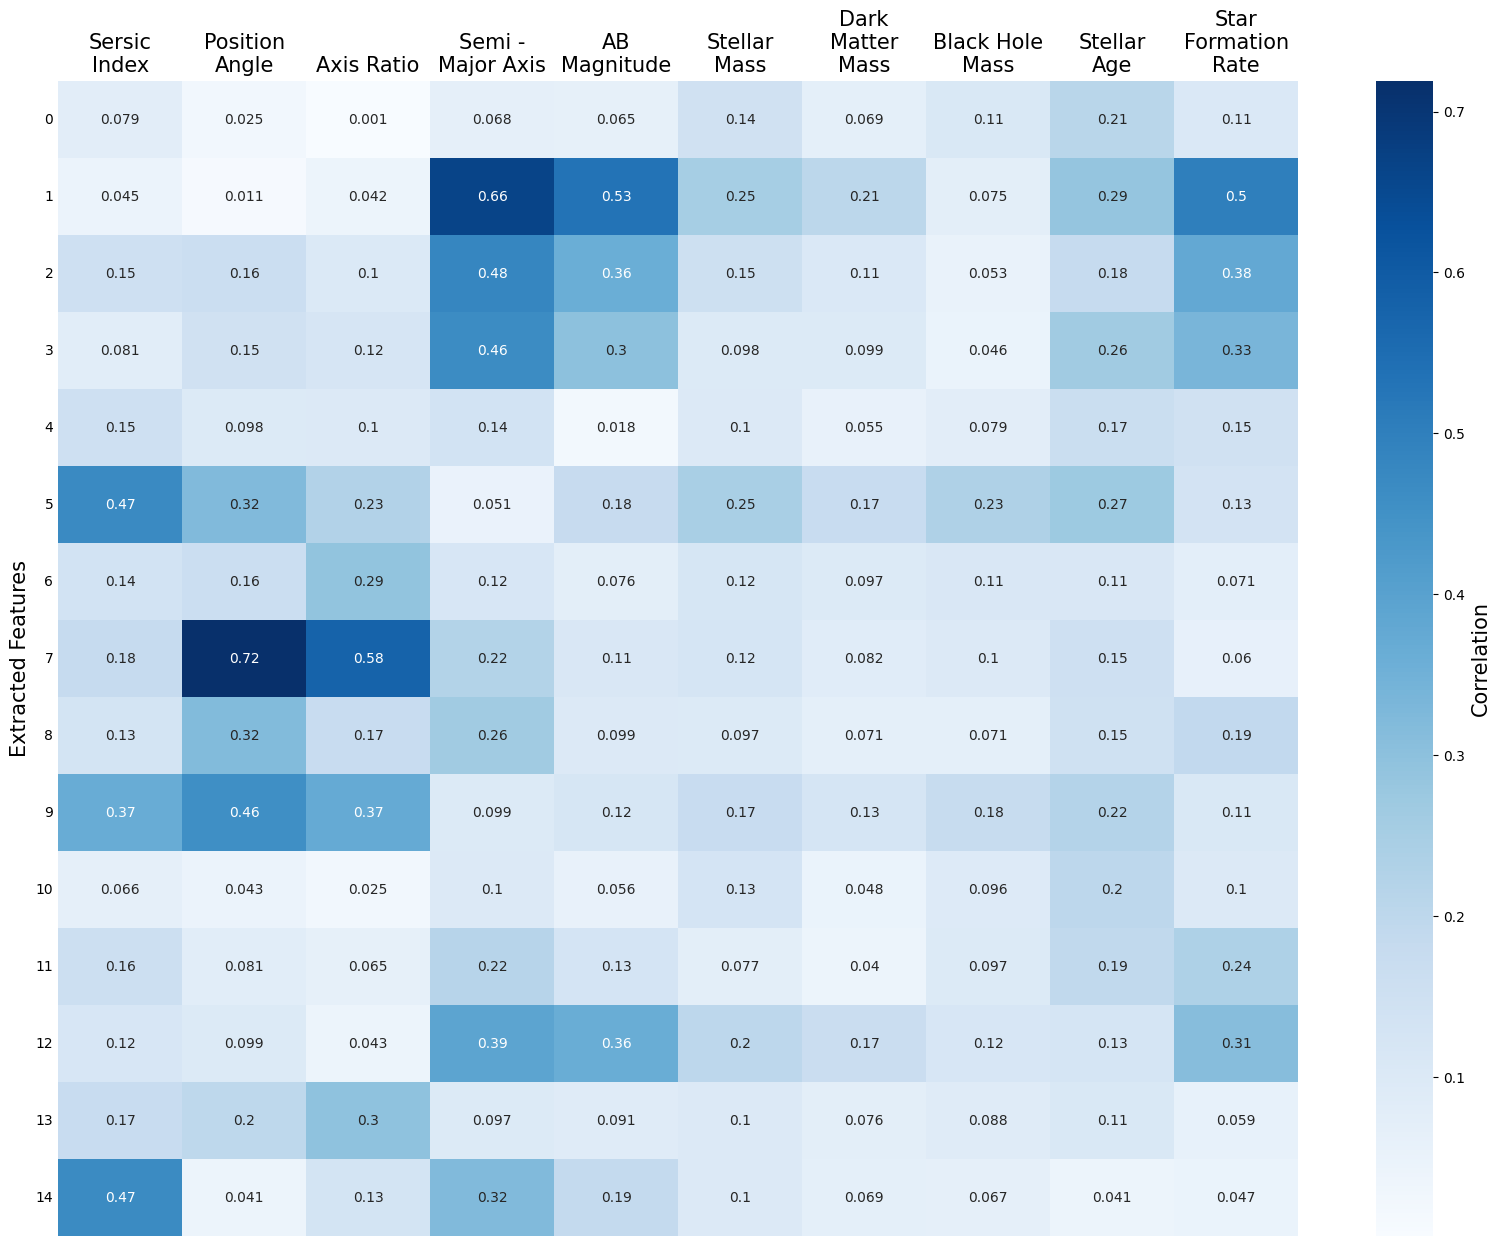 Sersic
Index
Position
Angle
Axis Ratio
Semi -
Major Axis
AB
Magnitude
Stellar
Mass
Dark
Matter
Mass
Black Hole
Mass
Stellar
Age
Star
Formation
Rate
0 0.079 0.025 0.001 0.068 0.065 0.14 0.069 0.11 0.21 0.11
1 0.045 0.011 0.042 0.66 0.53 0.25 0.21 0.075 0.29 0.5
2 0.15 0.16 0.1 0.48 0.36 0.15 0.11 0.053 0.18 0.38
3 0.081 0.15 0.12 0.46 0.3 0.098 0.099 0.046 0.26 0.33
4 0.15 0.098 0.1 0.14 0.018 0.1 0.055 0.079 0.17 0.15
5 0.47 0.32 0.23 0.051 0.18 0.25 0.17 0.23 0.27 0.13
6 0.14 0.16 0.29 0.12 0.076 0.12 0.097 0.11 0.11 0.071
7 0.18 0.72 0.58 0.22 0.11 0.12 0.082 0.1 0.15 0.06
8 0.13 0.32 0.17 0.26 0.099 0.097 0.071 0.071 0.15 0.19
9 0.37 0.46 0.37 0.099 0.12 0.17 0.13 0.18 0.22 0.11
10 0.066 0.043 0.025 0.1 0.056 0.13 0.048 0.096 0.2 0.1
11 0.16 0.081 0.065 0.22 0.13 0.077 0.04 0.097 0.19 0.24
12 0.12 0.099 0.043 0.39 0.36 0.2 0.17 0.12 0.13 0.31
13 0.17 0.2 0.3 0.097 0.091 0.1 0.076 0.088 0.11 0.059
14 0.47 0.041 0.13 0.32 0.19 0.1 0.069 0.067 0.041 0.047
Extracted Features
0.7
0.6
0.5
0.4
0.3
0.2
0.1
Correlation